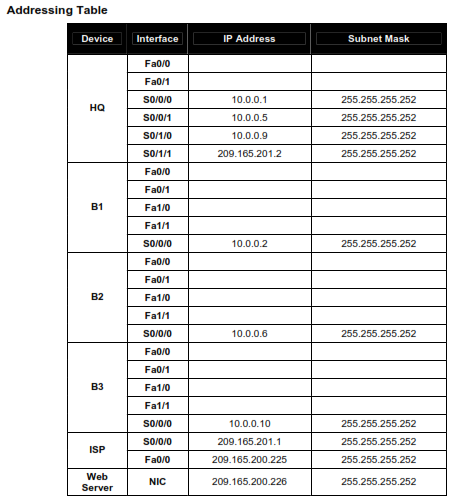 Addressing Table
Device Interface IP Address Subnet Mask
HQ
Fa0/0
Fa0/1
S0/0/0 10.0.0.1 255.255.255.252
S0/0/1 10.0.0.5 255.255.255.252
S0/1/0 10.0.0.9 255.255.255.252
S0/1/1 209.165.201.2 255.255.255.252
B1
Fa0/0
Fa0/1
Fa1/0
Fa1/1
S0/0/0 10.0.0.2 255.255.255.252
B2
Fa0/0
Fa0/1
Fa1/0
Fa1/1
S0/0/0 10.0.0.6 255.255.255.252
B3
Fa0/0
Fa0/1
Fa1/0
Fa1/1
S0/0/0 10.0.0.10 255.255.255.252
ISP
S0/0/0 209.165.201.1 255.255.255.252
Fa0/0 209.165.200.225 255.255.255.252
Web
Server
NIC 209.165.200.226 255.255.255.252